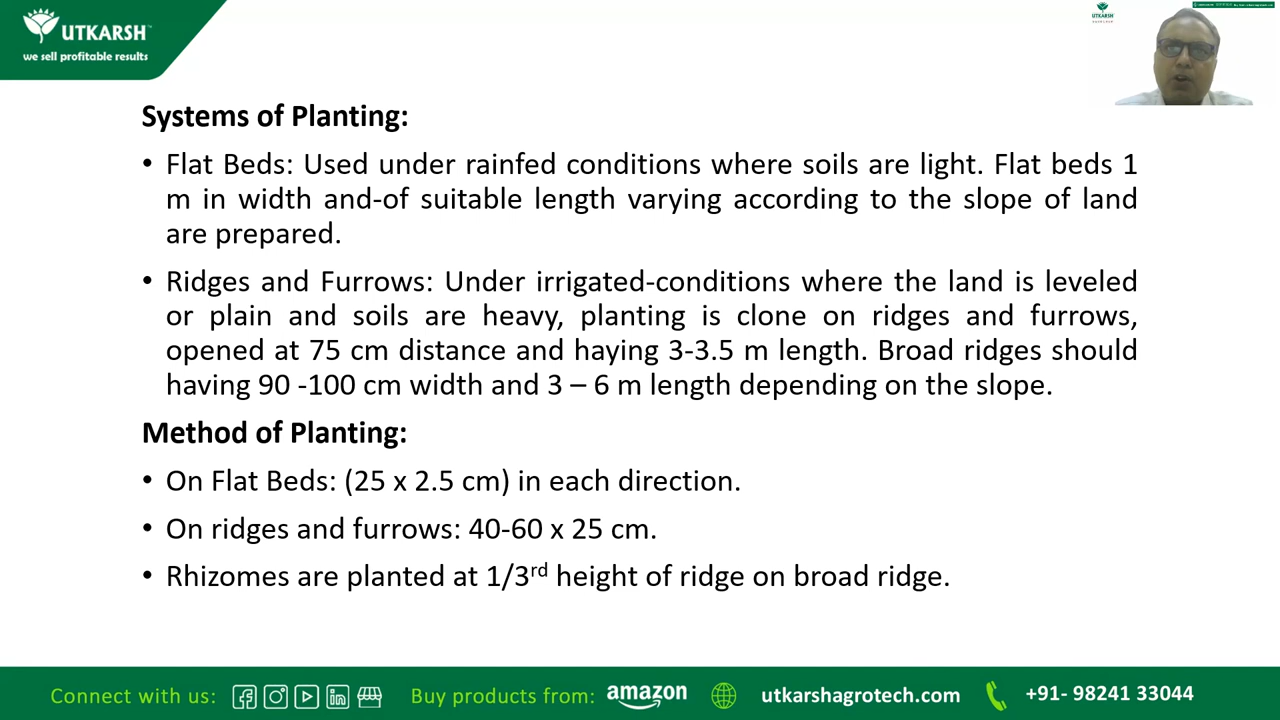 UTKARSH
we sell profitable results
UTKARSH
Systems of Planting:
• Flat Beds: Used under rainfed conditions where soils are light. Flat beds 1
m in width and-of suitable length varying according to the slope of land
are prepared.
• Ridges and Furrows: Under irrigated-conditions where the land is leveled
or plain and soils are heavy, planting is clone on ridges and furrows,
opened at 75 cm distance and haying 3-3.5 m length. Broad ridges should
having 90 -100 cm width and 3 – 6 m length depending on the slope.
Method of Planting:
• On Flat Beds: (25 x 2.5 cm) in each direction.
• On ridges and furrows: 40-60 x 25 cm.
• Rhizomes are planted at 1/3rd height of ridge on broad ridge.
Connect with us: Buy products from: amazon utkarshagrotech.com +91- 98241 33044